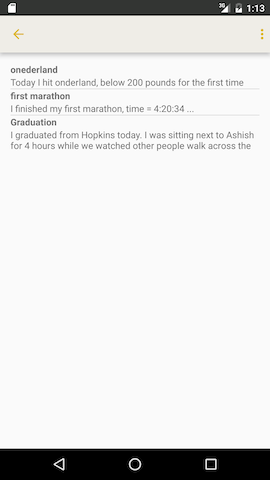 3G
1:13
onederland
Today I hit onderland, below 200 pounds for the first time
first marathon
I finished my first marathon, time = 4:20:34 ...
Graduation
I graduated from Hopkins today. I was sitting next to Ashish
for 4 hours while we watched other people walk across the